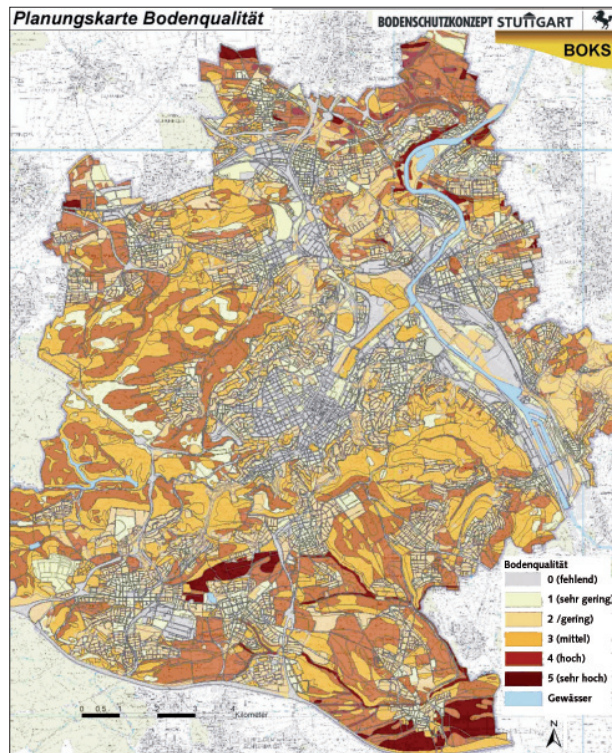 Planungskarte Bodenqualität
BODENSCHUTZKONZEPT STUTTGART
BOKS
Bodenqualität
0 (fehlend)
1 (sehr gering)
2 /gering)
3 (mittel)
4 (hoch)
5 (sehr hoch)
Gewässer
0 0.5 1 2 3 4
Kilometer
N